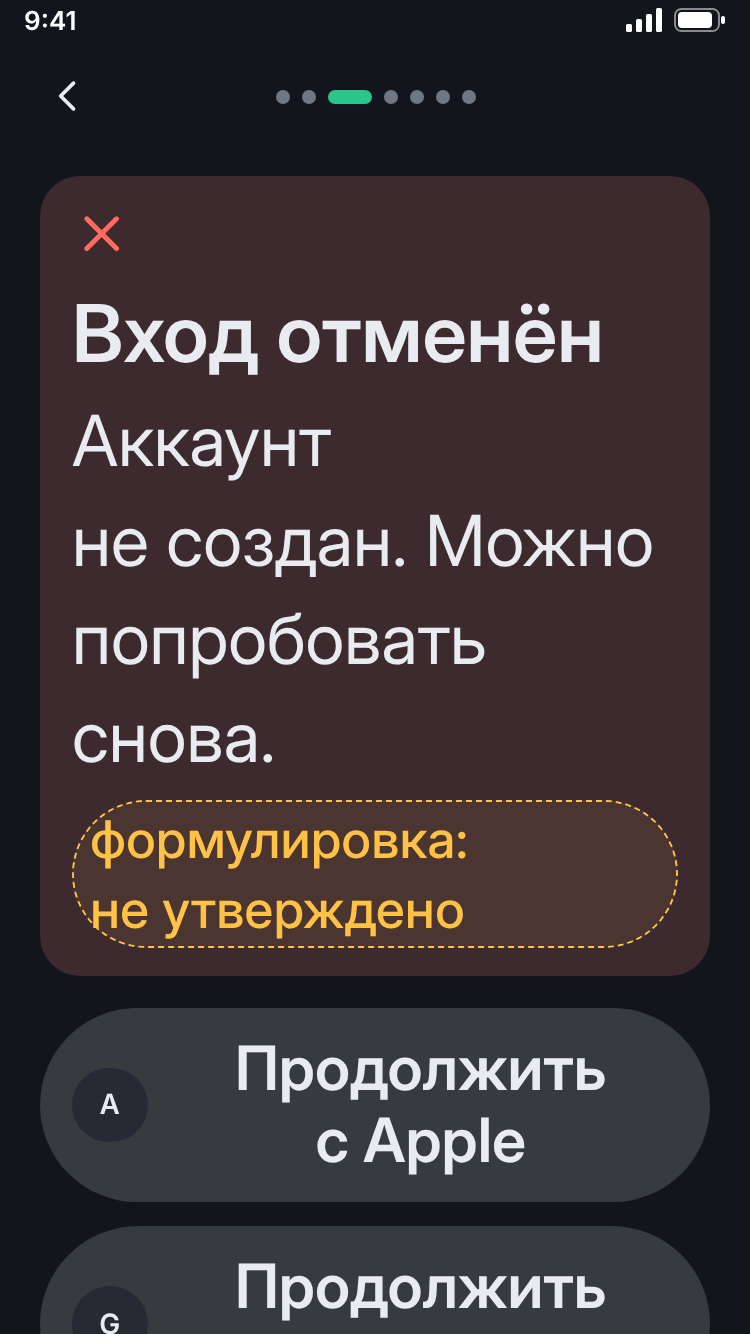 9:41
Вход отменён
Аккаунт
не создан. Можно
попробовать
снова.
формулировка:
не утверждено
A
Продолжить
с Apple
G
Продолжить